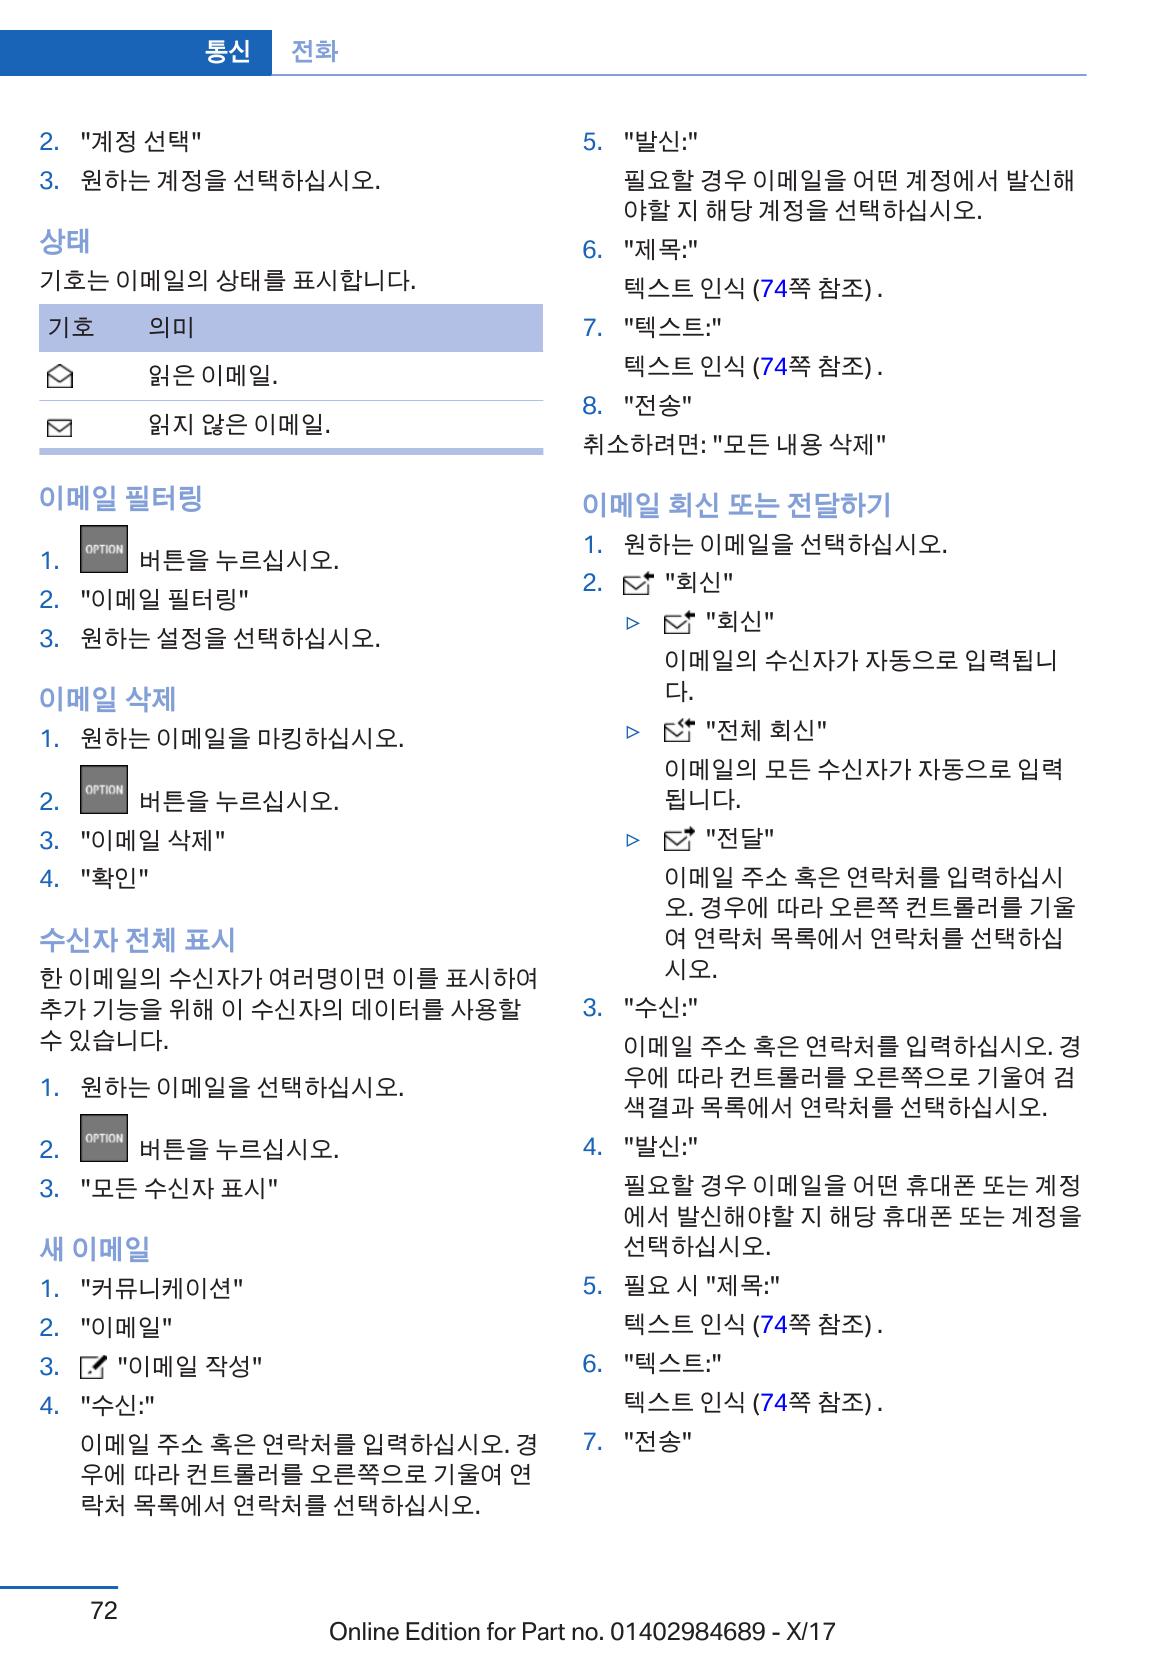 통신 전화
2. "계정 선택"
3. 원하는 계정을 선택하십시오.
상태
기호는 이메일의 상태를 표시합니다.
기호 의미
읽은 이메일.
읽지 않은 이메일.
이메일 필터링
1. OPTION 버튼을 누르십시오.
2. "이메일 필터링"
3. 원하는 설정을 선택하십시오.
이메일 삭제
1. 원하는 이메일을 마킹하십시오.
2. OPTION 버튼을 누르십시오.
3. "이메일 삭제"
4. "확인"
수신자 전체 표시
한 이메일의 수신자가 여러명이면 이를 표시하여
추가 기능을 위해 이 수신자의 데이터를 사용할
수 있습니다.
1. 원하는 이메일을 선택하십시오.
2. OPTION 버튼을 누르십시오.
3. "모든 수신자 표시"
새 이메일
1. "커뮤니케이션"
2. "이메일"
3. "이메일 작성"
4. "수신:"
이메일 주소 혹은 연락처를 입력하십시오. 경
우에 따라 컨트롤러를 오른쪽으로 기울여 연
락처 목록에서 연락처를 선택하십시오.
5. "발신:"
필요할 경우 이메일을 어떤 계정에서 발신해
야할 지 해당 계정을 선택하십시오.
6. "제목:"
텍스트 인식 (74쪽 참조) .
7. "텍스트:"
텍스트 인식 (74쪽 참조) .
8. "전송"
취소하려면: "모든 내용 삭제"
이메일 회신 또는 전달하기
1. 원하는 이메일을 선택하십시오.
2. "회신"
▷ "회신"
이메일의 수신자가 자동으로 입력됩니
다.
▷ "전체 회신"
이메일의 모든 수신자가 자동으로 입력
됩니다.
▷ "전달"
이메일 주소 혹은 연락처를 입력하십시
오. 경우에 따라 오른쪽 컨트롤러를 기울
여 연락처 목록에서 연락처를 선택하십
시오.
3. "수신:"
이메일 주소 혹은 연락처를 입력하십시오. 경
우에 따라 컨트롤러를 오른쪽으로 기울여 검
색결과 목록에서 연락처를 선택하십시오.
4. "발신:"
필요할 경우 이메일을 어떤 휴대폰 또는 계정
에서 발신해야할 지 해당 휴대폰 또는 계정을
선택하십시오.
5. 필요 시 "제목:"
텍스트 인식 (74쪽 참조) .
6. "텍스트:"
텍스트 인식 (74쪽 참조) .
7. "전송"
72
Online Edition for Part no. 01402984689 - X/17